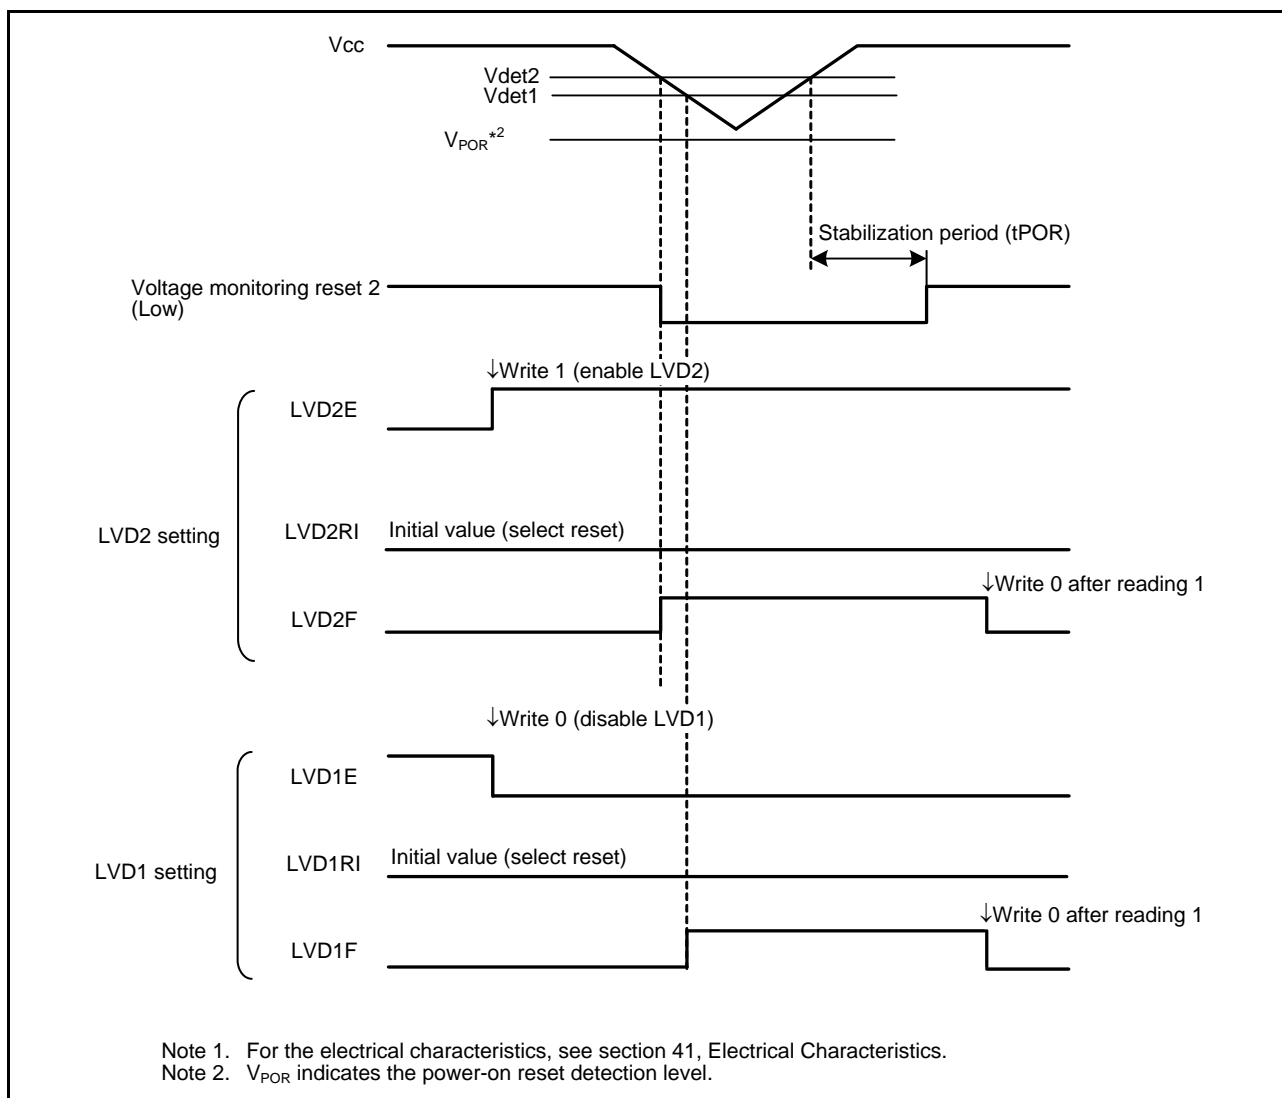 Vcc
Vdet2
Vdet1
VPOR*2
Stabilization period (tPOR)
Voltage monitoring reset 2
(Low)
↓Write 1 (enable LVD2)
LVD2E
LVD2 setting
LVD2RI
Initial value (select reset)
↓Write 0 after reading 1
LVD2F
↓Write 0 (disable LVD1)
LVD1E
LVD1 setting
LVD1RI
Initial value (select reset)
↓Write 0 after reading 1
LVD1F
Note 1. For the electrical characteristics, see section 41, Electrical Characteristics.
Note 2. VPOR indicates the power-on reset detection level.